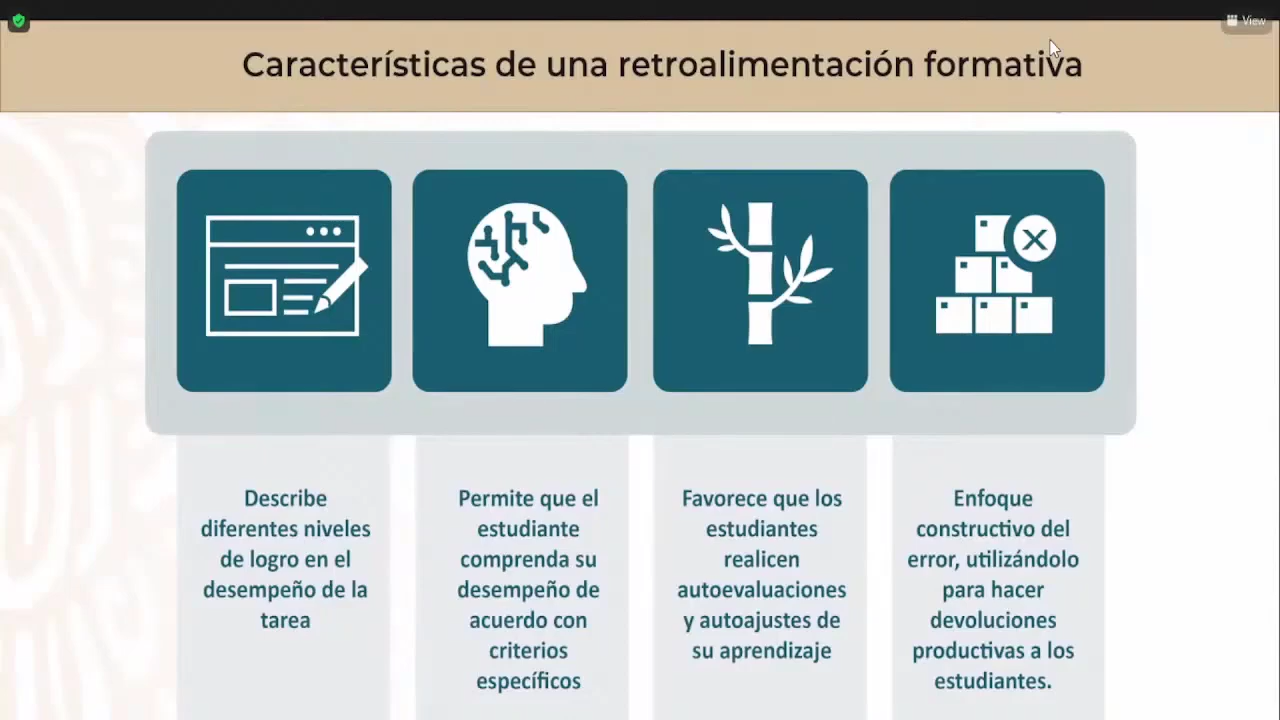 View
Características de una retroalimentación formativa
Describe
diferentes niveles
de logro en el
desempeño de la
tarea
Permite que el
estudiante
comprenda su
desempeño de
acuerdo con
criterios
específicos
Favorece que los
estudiantes
realicen
autoevaluaciones
y autoajustes de
su aprendizaje
Enfoque
constructivo del
error, utilizándolo
para hacer
devoluciones
productivas a los
estudiantes.